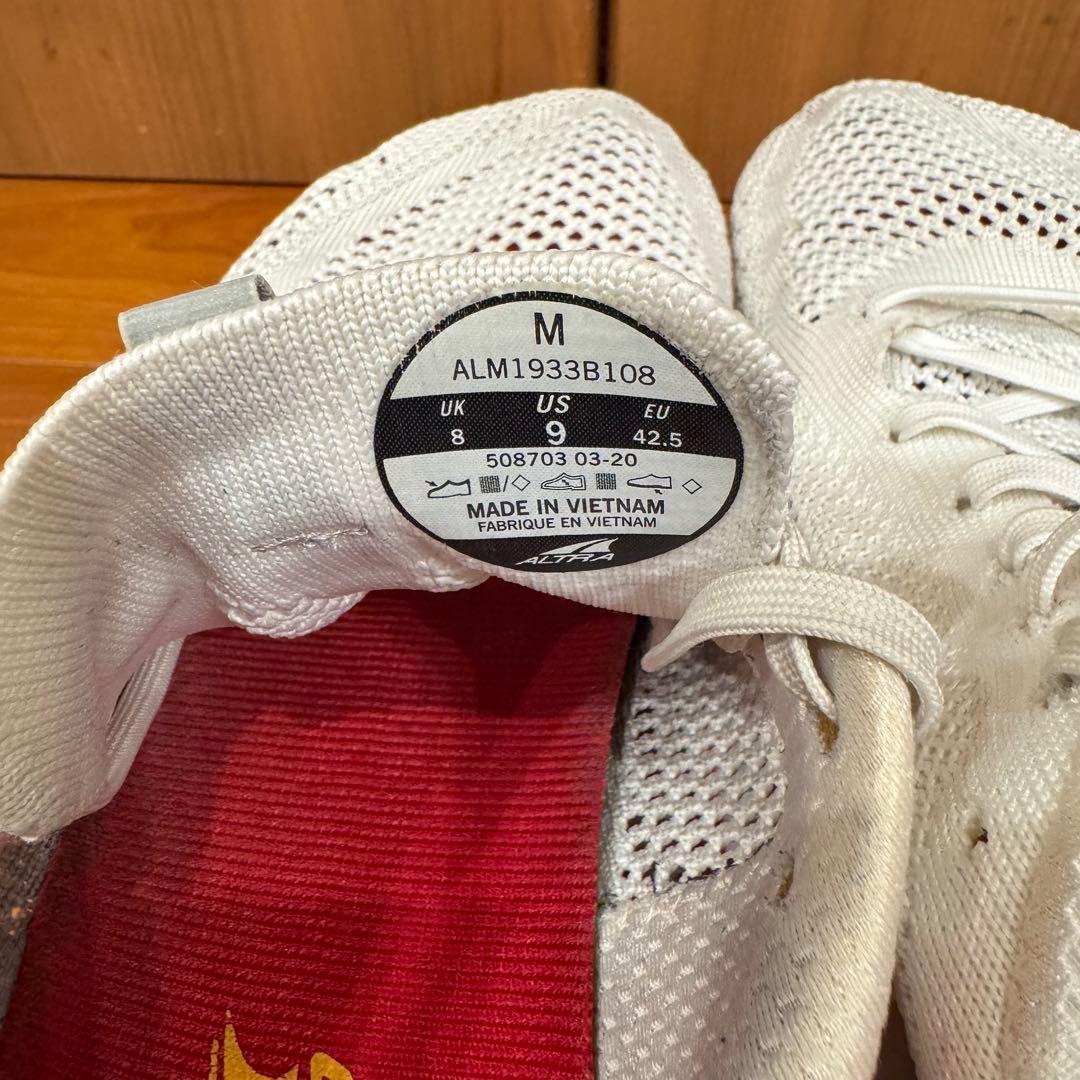 M
ALM1933B108
UK US EU
8 9 42.5
508703 03-20
MADE IN VIETNAM
FABRIQUE EN VIETNAM
ALTRA